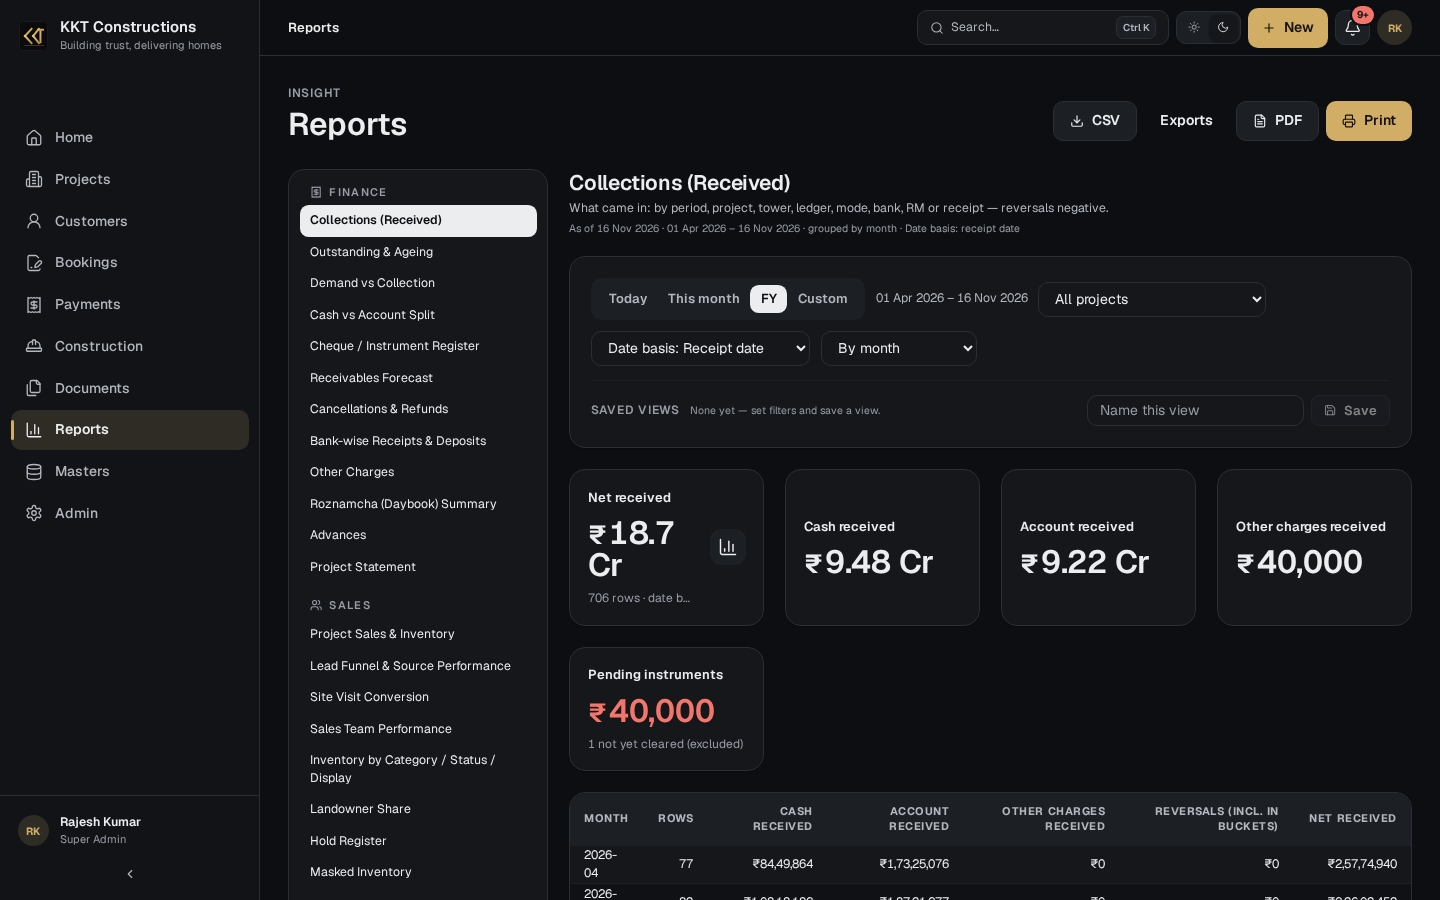 KKT Constructions
Building trust, delivering homes
Home
Projects
Customers
Bookings
Payments
Construction
Documents
Reports
Masters
Admin
RK
Rajesh Kumar
Super Admin
Reports
Search...
Ctrl K
New
9+
RK
INSIGHT
Reports
CSV
Exports
PDF
Print
FINANCE
Collections (Received)
Outstanding & Ageing
Demand vs Collection
Cash vs Account Split
Cheque / Instrument Register
Receivables Forecast
Cancellations & Refunds
Bank-wise Receipts & Deposits
Other Charges
Roznamcha (Daybook) Summary
Advances
Project Statement
SALES
Project Sales & Inventory
Lead Funnel & Source Performance
Site Visit Conversion
Sales Team Performance
Inventory by Category / Status /
Display
Landowner Share
Hold Register
Masked Inventory
Collections (Received)
What came in: by period, project, tower, ledger, mode, bank, RM or receipt — reversals negative.
As of 16 Nov 2026 · 01 Apr 2026 – 16 Nov 2026 · grouped by month · Date basis: receipt date
Today This month FY Custom 01 Apr 2026 – 16 Nov 2026 All projects
Date basis: Receipt date By month
SAVED VIEWS None yet — set filters and save a view. Name this view Save
Net received
₹18.7
Cr
706 rows · date b...
Cash received
₹9.48 Cr
Account received
₹9.22 Cr
Other charges received
₹40,000
Pending instruments
₹40,000
1 not yet cleared (excluded)
MONTH ROWS CASH RECEIVED ACCOUNT RECEIVED OTHER CHARGES RECEIVED REVERSALS (INCL. IN BUCKETS) NET RECEIVED
2026-04 77 ₹84,49,864 ₹1,73,25,076 ₹0 ₹0 ₹2,57,74,940
2026-